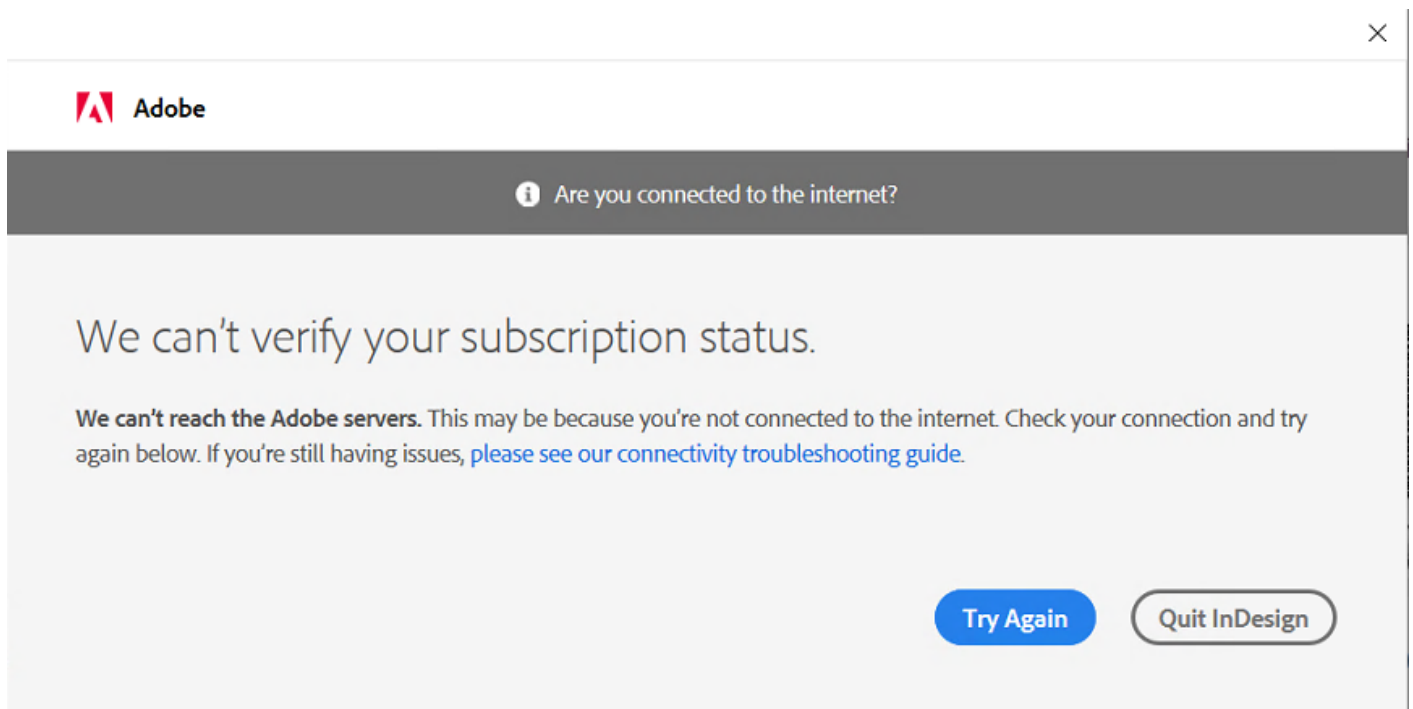 Adobe
Are you connected to the internet?
We can't verify your subscription status.
We can't reach the Adobe servers. This may be because you're not connected to the internet. Check your connection and try
again below. If you're still having issues, please see our connectivity troubleshooting guide.
Try Again
Quit InDesign